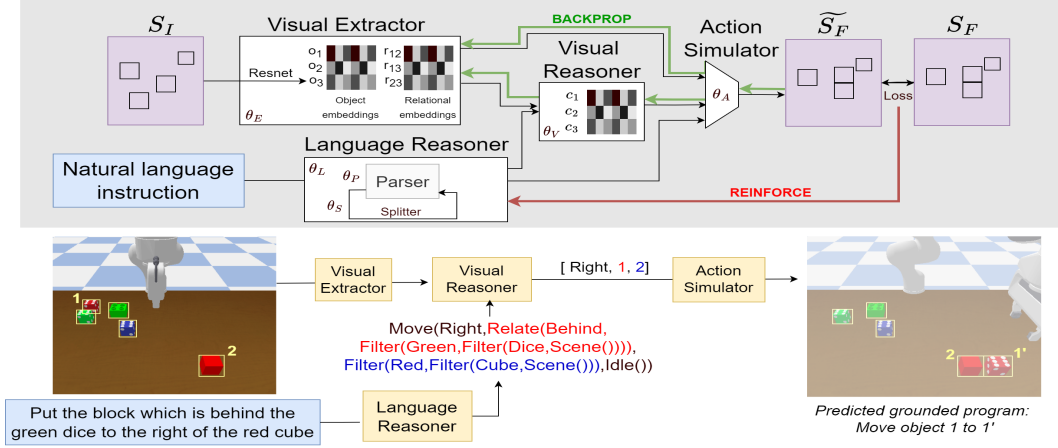 S_I
Visual Extractor
BACKPROP
Action
Simulator
\widetilde{S_F}
S_F
o1
o2
o3
r12
r13
r23
Resnet
Object
embeddings
Relational
embeddings
θ_E
Visual
Reasoner
c1
c2
c3
θ_V
θ_A
Loss
Language Reasoner
Natural language
instruction
θ_L
θ_P
Parser
θ_S
Splitter
REINFORCE
1
2
Visual
Extractor
Visual
Reasoner
[ Right, 1, 2]
Action
Simulator
Move(Right,Relate(Behind,
Filter(Green,Filter(Dice,Scene()))),
Filter(Red,Filter(Cube,Scene())),Idle())
2
1'
Put the block which is behind the
green dice to the right of the red cube
Language
Reasoner
Predicted grounded program:
Move object 1 to 1'